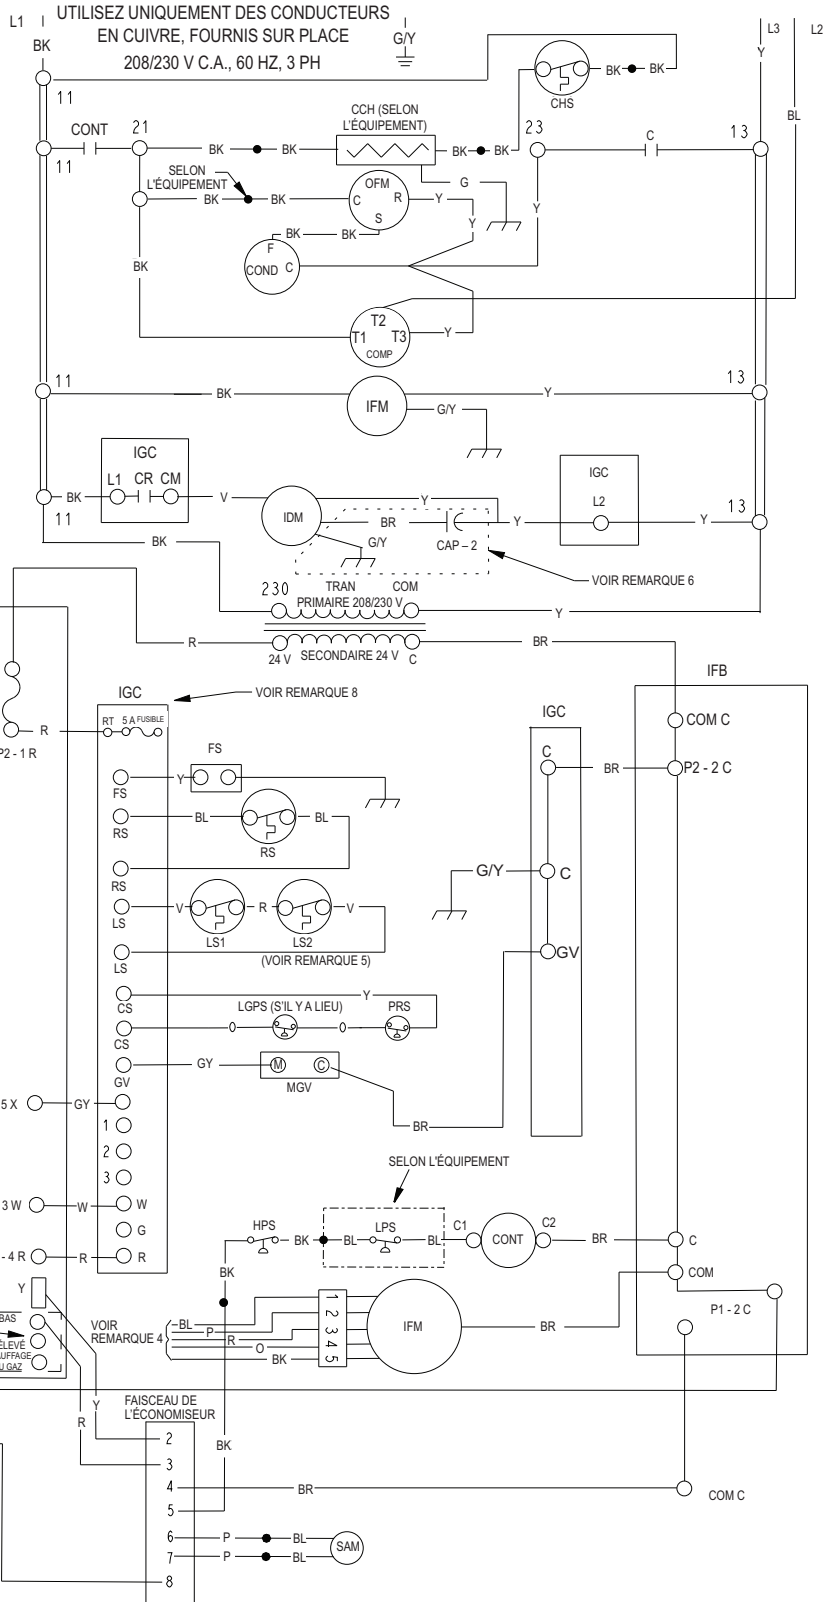 L1
UTILISEZ UNIQUEMENT DES CONDUCTEURS
EN CUIVRE, FOURNIS SUR PLACE
208/230 V C.A., 60 HZ, 3 PH
G/Y
L3
L2
BK
Y
BL
11
BK
BK
CHS
CONT
21
CCH (SELON
L'ÉQUIPEMENT)
23
C
13
11
BK
BK
BK
BK
SELON
L'ÉQUIPEMENT
BK
BK
C
OFM
R
S
Y
G
Y
Y
BK
BK
F
COND
C
BK
T2
T1
T3
COMP
Y
11
BK
IFM
Y
13
G/Y
IGC
L1
CR
CM
BK
V
IDM
Y
BR
CAP – 2
Y
IGC
L2
Y
13
11
BK
G/Y
VOIR REMARQUE 6
230
TRAN
COM
PRIMAIRE 208/230 V
Y
R
24 V
SECONDAIRE 24 V
C
BR
IFB
IGC
VOIR REMARQUE 8
RT
5 A FUSIBLE
R
P2 - 1 R
IGC
COM C
C
BR
P2 - 2 C
FS
Y
FS
RS
BL
BL
RS
RS
G/Y
C
LS
V
R
V
LS1
LS2
(VOIR REMARQUE 5)
LS
GV
CS
Y
LGPS (S'IL Y A LIEU)
PRS
CS
O
O
GV
GY
M
C
MGV
BR
5 X
GY
1
2
3
3 W
W
W
G
- 4 R
R
R
SELON L'ÉQUIPEMENT
HPS
BK
BL
LPS
BL
C1
CONT
C2
BR
C
COM
BK
P1 - 2 C
Y
BAS
ÉLEVÉ
AUFFAGE
U GAZ
VOIR
REMARQUE 4
BL
P
R
O
BK
1
2
3
4
5
IFM
BR
Y
R
FAISCEAU DE
L'ÉCONOMISEUR
BK
2
3
4
BR
COM C
5
6
P
BL
SAM
7
P
BL
8